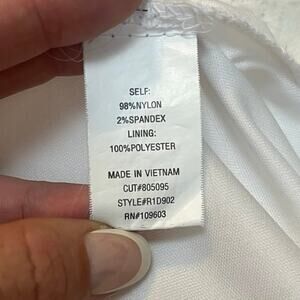 SELF:
98%NYLON
2%SPANDEX
LINING:
100%POLYESTER
MADE IN VIETNAM
CUT#805095
STYLE#R1D902
RN#109603